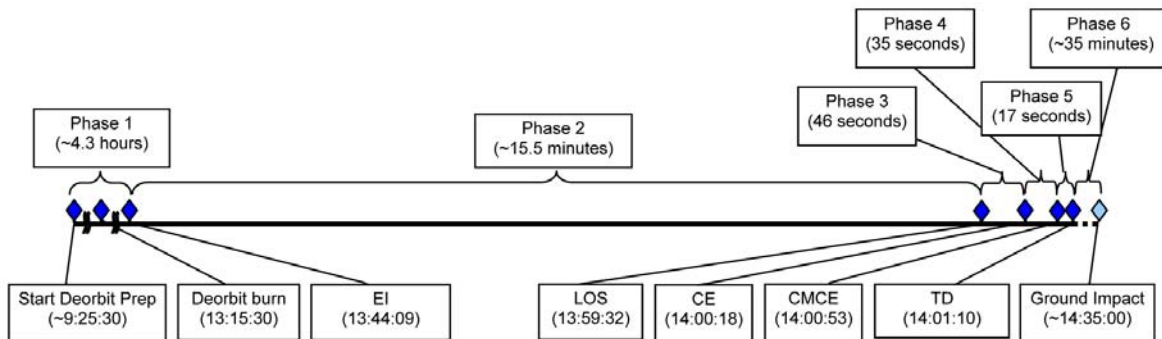 Phase 4
(35 seconds)
Phase 6
(~35 minutes)
Phase 3
(46 seconds)
Phase 5
(17 seconds)
Phase 1
(~4.3 hours)
Phase 2
(~15.5 minutes)
Start Deorbit Prep
(~9:25:30)
Deorbit burn
(13:15:30)
EI
(13:44:09)
LOS
(13:59:32)
CE
(14:00:18)
CMCE
(14:00:53)
TD
(14:01:10)
Ground Impact
(~14:35:00)